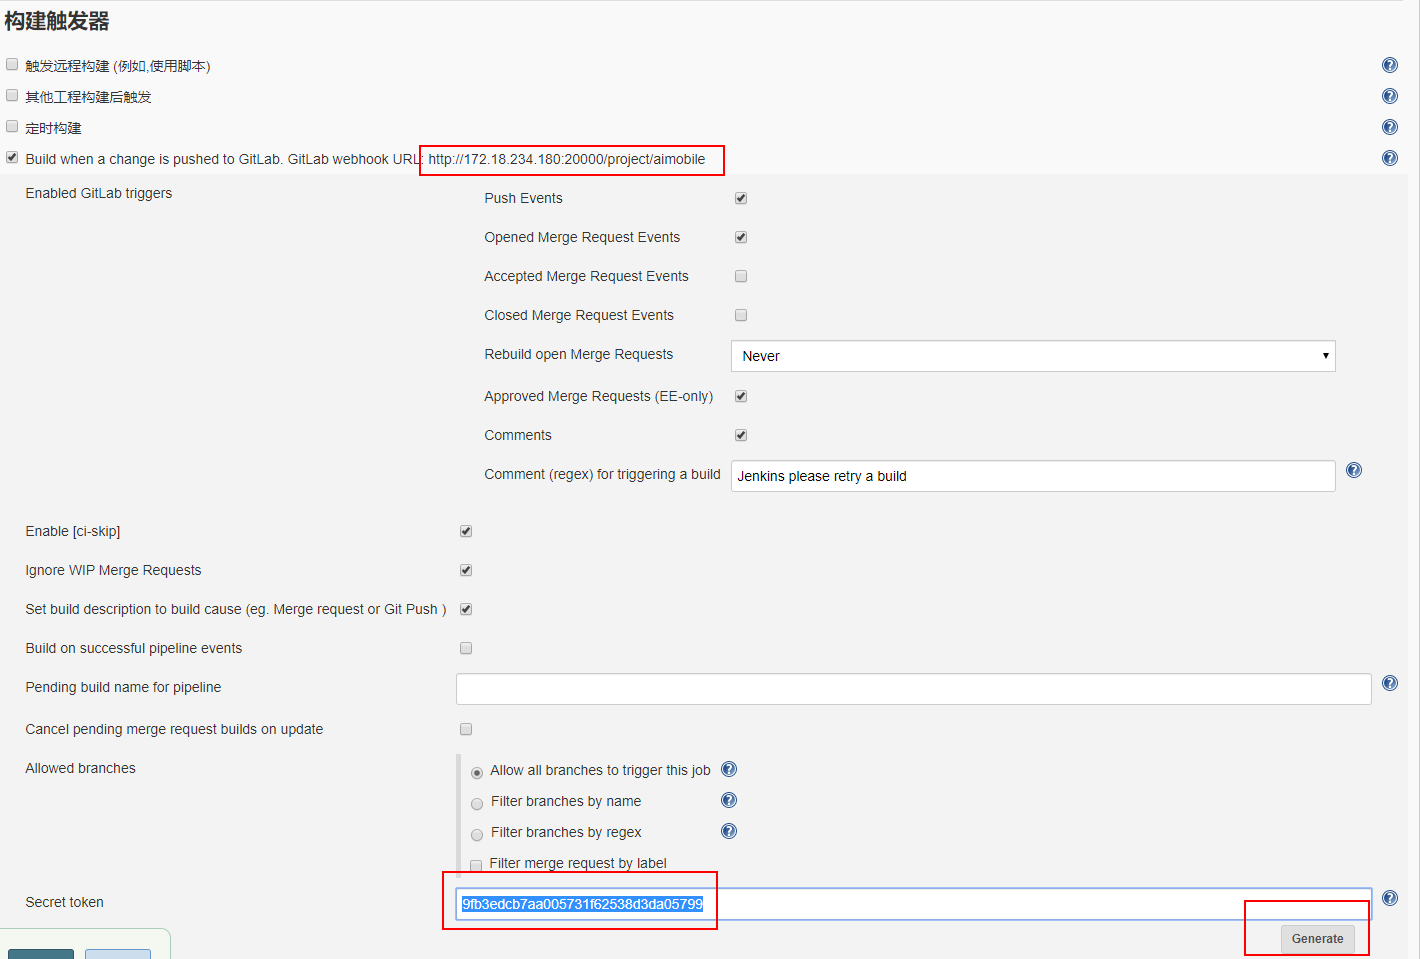 构建触发器
触发远程构建 (例如,使用脚本)
其他工程构建后触发
定时构建
Build when a change is pushed to GitLab. GitLab webhook URL: http://172.18.234.180:20000/project/aimobile
Enabled GitLab triggers
Push Events
Opened Merge Request Events
Accepted Merge Request Events
Closed Merge Request Events
Rebuild open Merge Requests Never
Approved Merge Requests (EE-only)
Comments
Comment (regex) for triggering a build Jenkins please retry a build
Enable [ci-skip]
Ignore WIP Merge Requests
Set build description to build cause (eg. Merge request or Git Push )
Build on successful pipeline events
Pending build name for pipeline
Cancel pending merge request builds on update
Allowed branches
Allow all branches to trigger this job
Filter branches by name
Filter branches by regex
Filter merge request by label
Secret token 9fb3edcb7aa005731f62538d3da05799
Generate